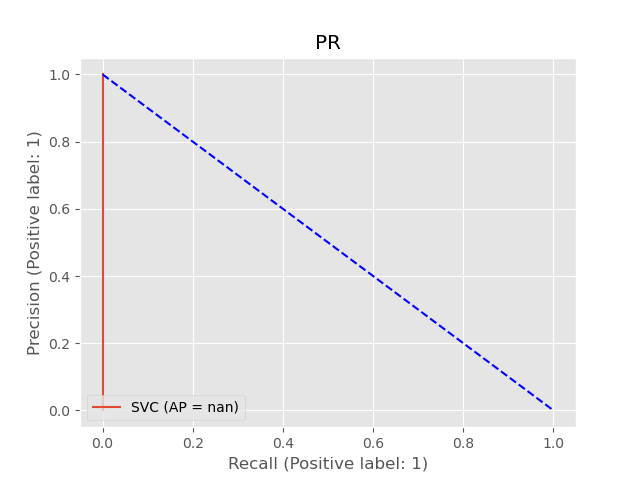 PR
1.0
0.8
0.6
0.4
0.2
0.0
Precision (Positive label: 1)
SVC (AP = nan)
0.0 0.2 0.4 0.6 0.8 1.0
Recall (Positive label: 1)